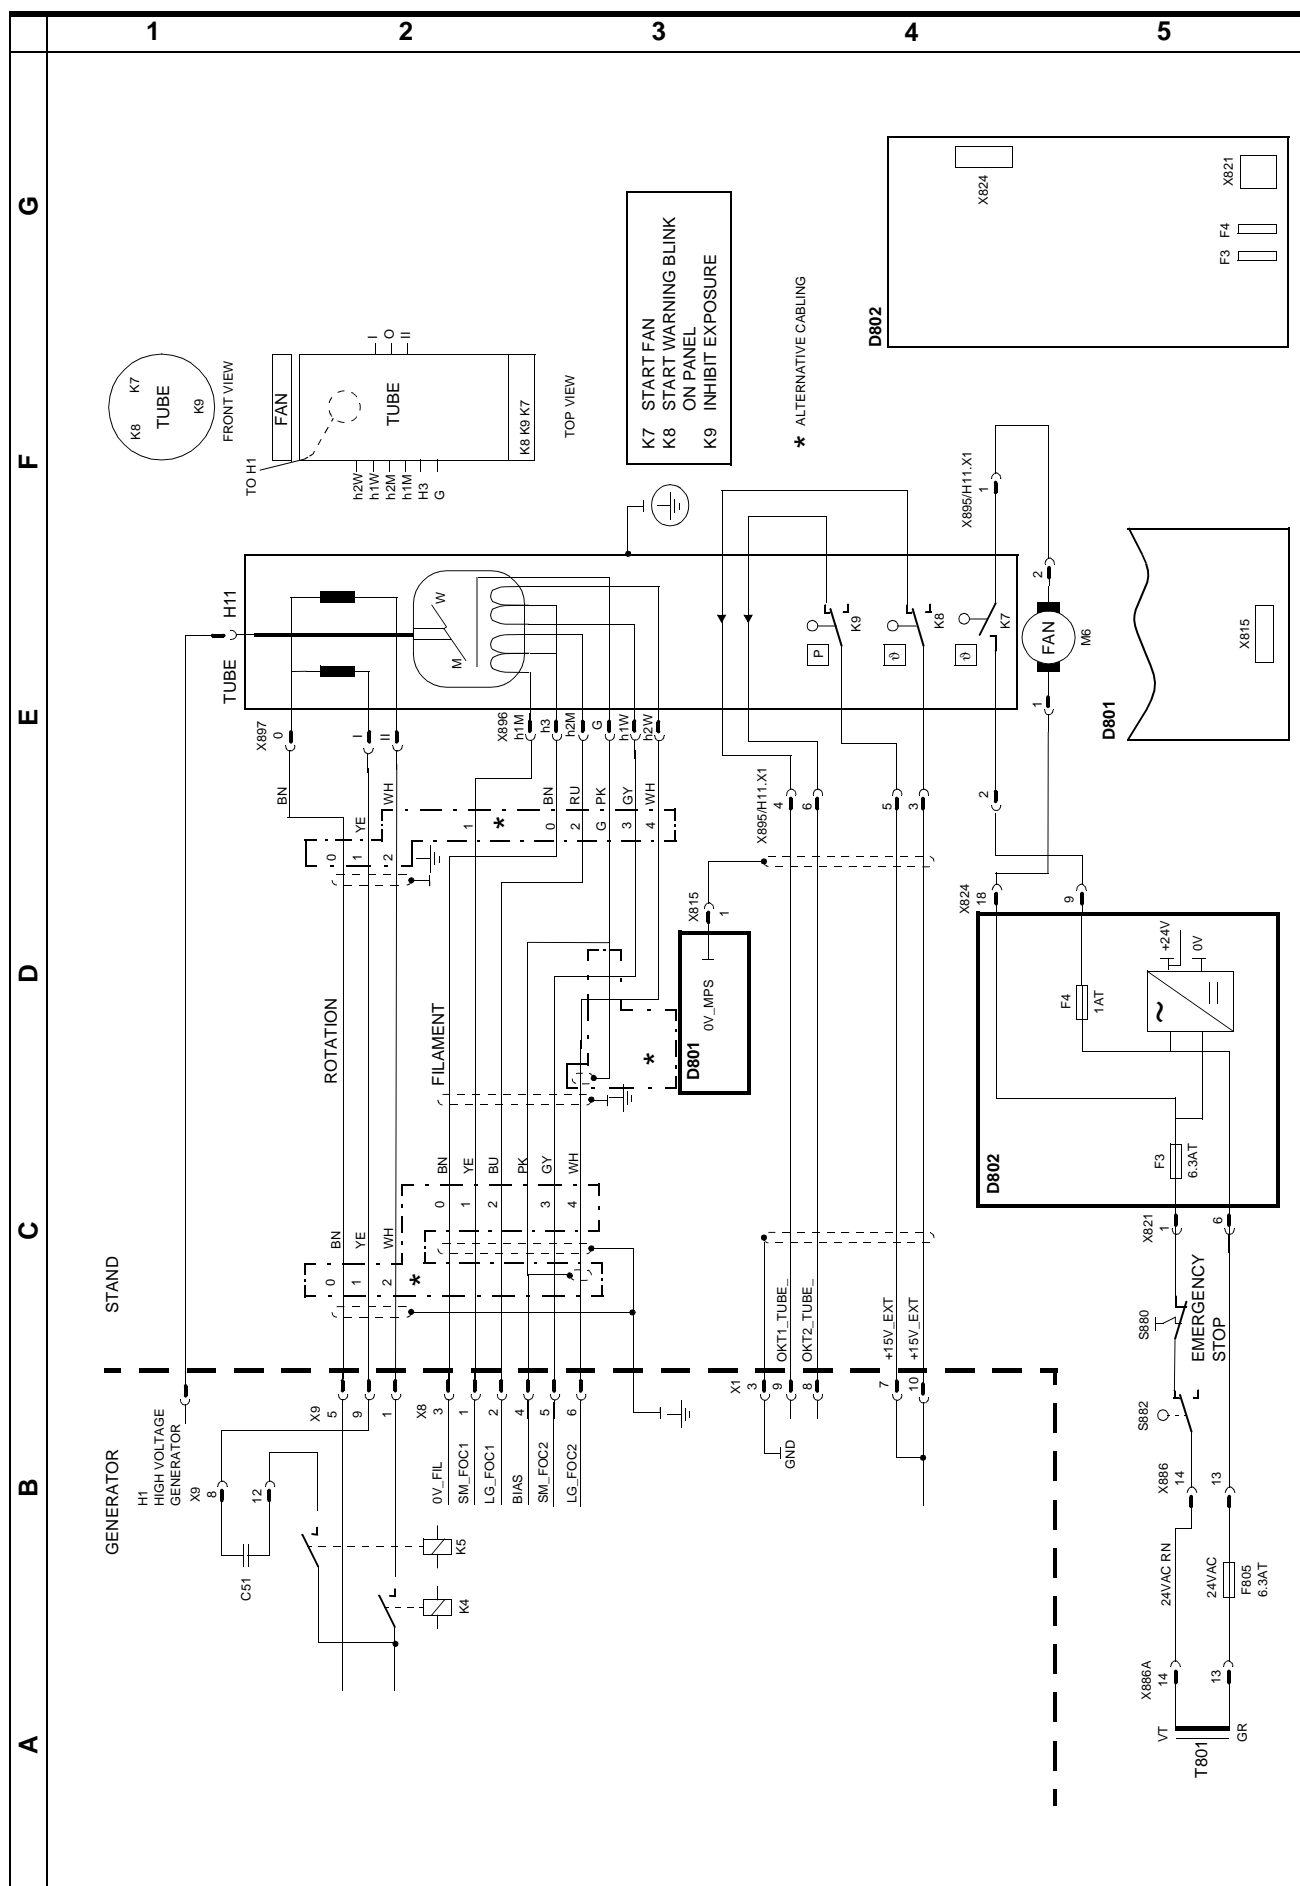 1 2 3 4 5
G
F
E
D
C
B
A
K8 K7
TUBE
K9
FRONT VIEW
TO H1
FAN
TUBE
I
O
II
h2W
h1W
h2M
h1M
H3
G
K8 K9 K7
TOP VIEW
K7 START FAN
K8 START WARNING BLINK
ON PANEL
K9 INHIBIT EXPOSURE
* ALTERNATIVE CABLING
D802
X824
X821
F3 F4
TUBE H11
M W
P K9
ϑ K8
ϑ K7
X895/H11.X1
1
2
FAN
M6
1
D801
X815
X897
0
I
II
X896
h1M
h3
h2M
G
h1W
h2W
BN
YE
WH
BN
RU
PK
GY
WH
0
1
2
1
*
0
2
G
3
4
X895/H11.X1
4
6
5
3
2
ROTATION
FILAMENT
X815
1
0V_MPS
D801
*
X824
18
9
+24V
0V
F4
1AT
~
F3
6.3AT
D802
STAND
BN
YE
WH
0
1
2
*
BN
YE
BU
PK
GY
WH
0
1
2
3
4
OKT1_TUBE_
OKT2_TUBE_
+15V_EXT
+15V_EXT
X821
1
6
S880
EMERGENCY
STOP
S882
GENERATOR
H1
HIGH VOLTAGE
GENERATOR
X9
8
12
C51
X9
5
9
1
X8
3
1
2
4
5
6
0V_FIL
SM_FOC1
LG_FOC1
BIAS
SM_FOC2
LG_FOC2
K5
K4
X1
3
9
8
7
10
GND
X886
14
13
24VAC RN
24VAC
F805
6.3AT
X886A
14
13
VT
GR
T801